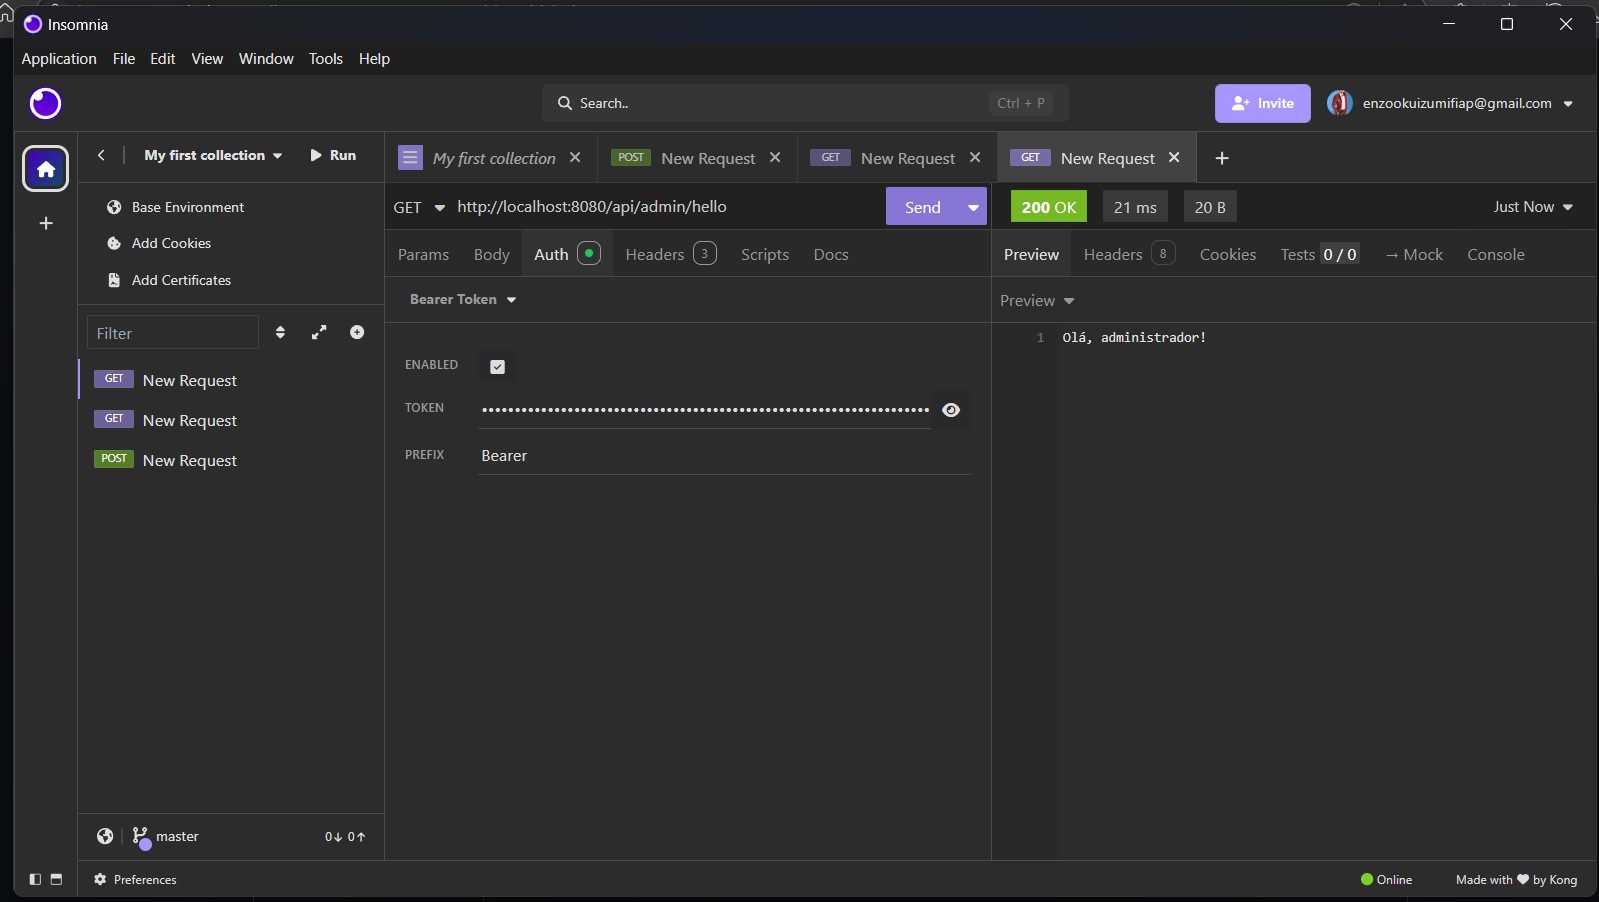 Insomnia
Application File Edit View Window Tools Help
Search.. Ctrl + P
Invite
enzookuizumifiap@gmail.com
My first collection
Run
My first collection
POST New Request
GET New Request
GET New Request
Base Environment
Add Cookies
Add Certificates
Filter
GET New Request
GET New Request
POST New Request
GET http://localhost:8080/api/admin/hello
Send
200 OK 21 ms 20 B
Just Now
Params Body Auth Headers 3 Scripts Docs
Preview Headers 8 Cookies Tests 0 / 0 → Mock Console
Bearer Token
Preview
ENABLED
TOKEN ••••••••••••••••••••••••••••••••••••••••••••••••••••••••••••••••••••
PREFIX Bearer
1 Olá, administrador!
master 0↓ 0↑
Preferences
Online
Made with ♥ by Kong